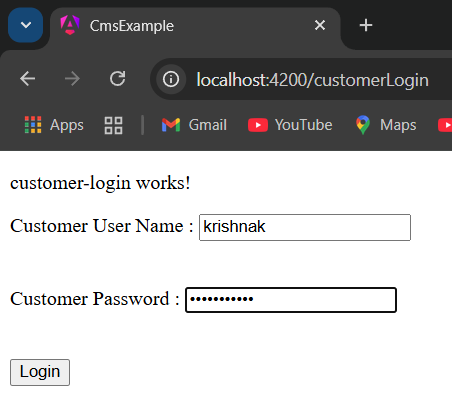 CmsExample
localhost:4200/customerLogin
Apps Gmail YouTube Maps
customer-login works!
Customer User Name : krishnak
Customer Password : •••••••••••
Login